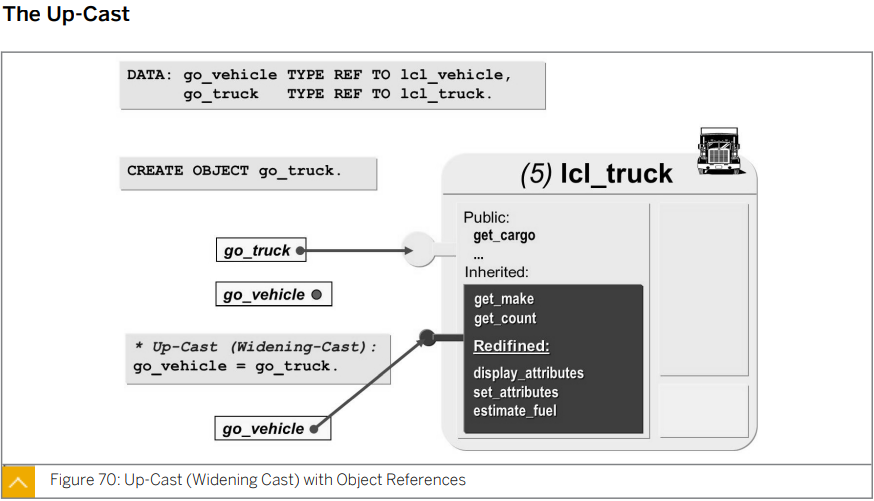 The Up-Cast
DATA: go_vehicle TYPE REF TO lcl_vehicle,
go_truck TYPE REF TO lcl_truck.
CREATE OBJECT go_truck.
(5) lcl_truck
Public:
get_cargo
...
Inherited:
get_make
get_count
Redifined:
display_attributes
set_attributes
estimate_fuel
go_truck
go_vehicle
* Up-Cast (Widening-Cast):
go_vehicle = go_truck.
go_vehicle
Figure 70: Up-Cast (Widening Cast) with Object References